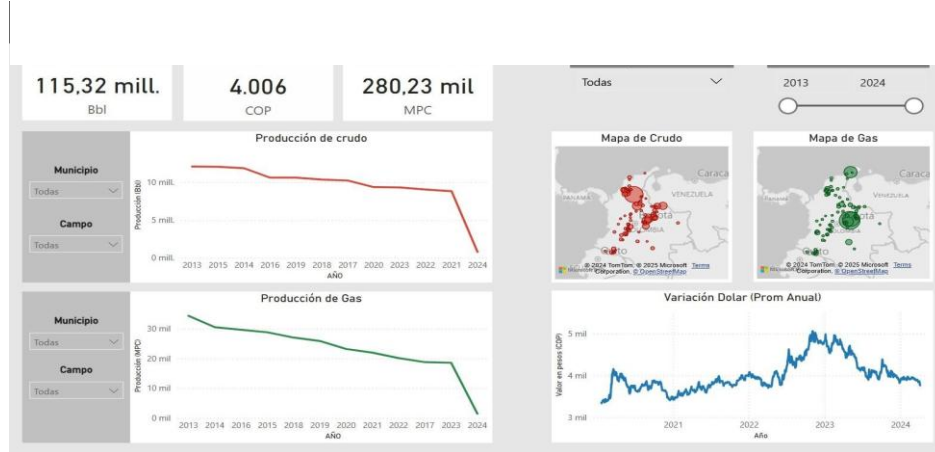 115,32 mill.
Bbl
4.006
COP
280,23 mil
MPC
Todas
2013 2024
Municipio
Todas
Campo
Todas
Producción de crudo
Producción (Bbl)
10 mill.
5 mill.
0 mill.
2013 2015 2014 2016 2019 2018 2017 2020 2023 2022 2021 2024
AÑO
Mapa de Crudo
PANAMÁ
Caraca
VENEZUELA
© 2024 TomTom, © 2025 Microsoft Terms
Corporation, © OpenStreetMap
Mapa de Gas
Panamá
Caraca
VENEZUELA
© 2024 TomTom, © 2025 Microsoft Terms
Corporation, © OpenStreetMap
Municipio
Todas
Campo
Todas
Producción de Gas
Producción (MPC)
30 mil
20 mil
10 mil
0 mil
2013 2014 2016 2015 2018 2019 2020 2021 2022 2017 2023 2024
AÑO
Variación Dolar (Prom Anual)
Valor en pesos (COP)
5 mil
4 mil
3 mil
2021 2022 2023 2024
Año